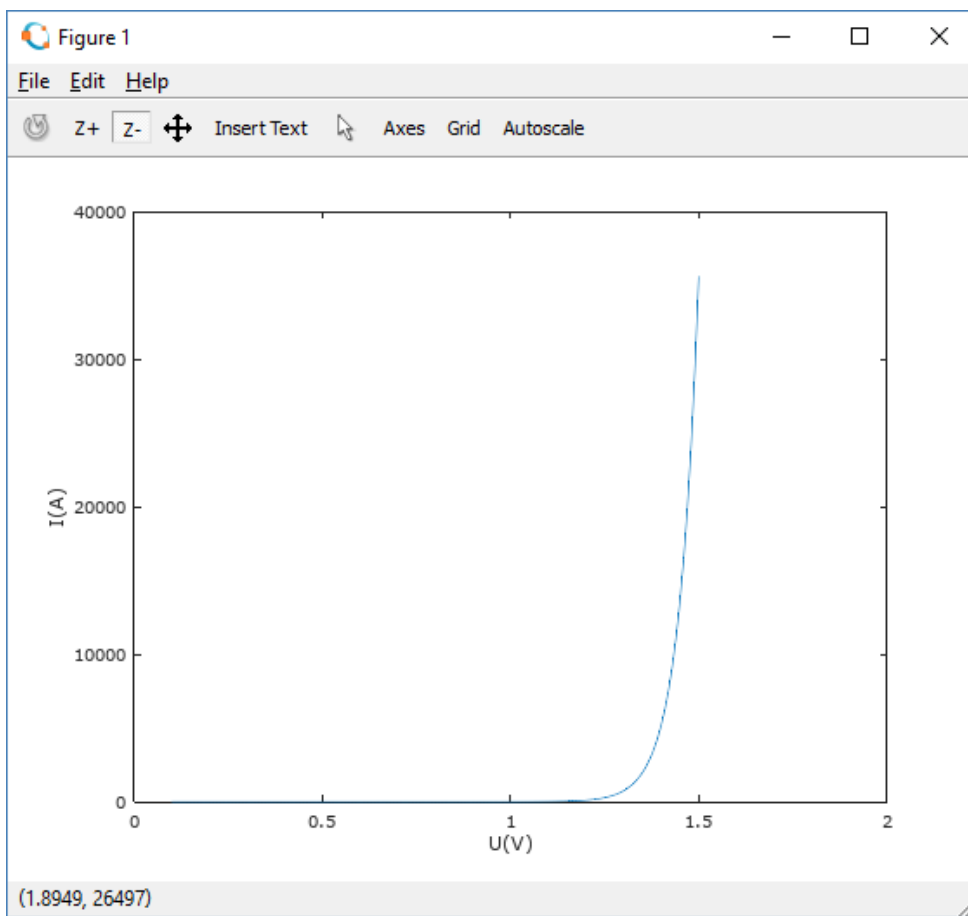 Figure 1
File Edit Help
Z+ Z- Insert Text Axes Grid Autoscale
40000
30000
I(A)
20000
10000
0
0 0.5 1 1.5 2
U(V)
(1.8949, 26497)